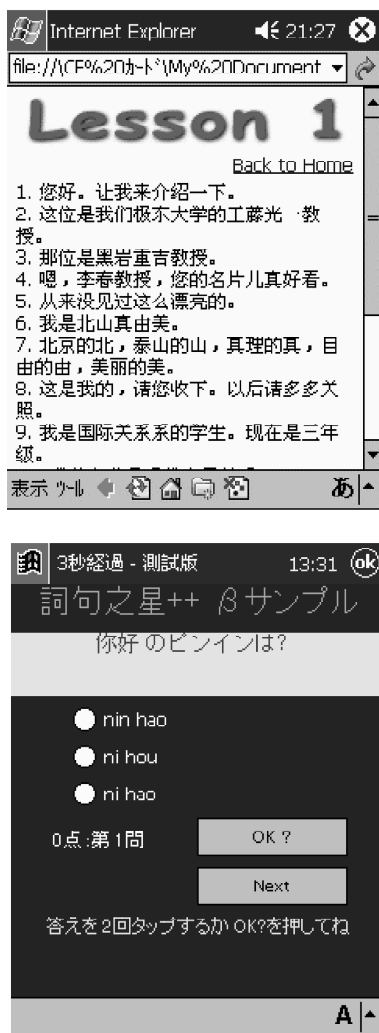 Internet Explorer 21:27
file://\CF%20カード\My%20Document
Lesson 1
Back to Home
1. 您好。让我来介绍一下。
2. 这位是我们极东大学的工藤光一教
授。
3. 那位是黑岩重吉教授。
4. 嗯，李春教授，您的名片儿真好看。
5. 从来没见过这么漂亮的。
6. 我是北山真由美。
7. 北京的北，泰山的山，真理的真，自
由的由，美丽的美。
8. 这是我的，请您收下。以后请多多关
照。
9. 我是国际关系系的学生。现在是三年
级。
表示 ツール あ
3秒経過 - 測試版 13:31 ok
詞句之星++ βサンプル
你好 のピンインは?
nin hao
ni hou
ni hao
0点:第1問 OK ?
Next
答えを2回タップするか OK?を押してね
A